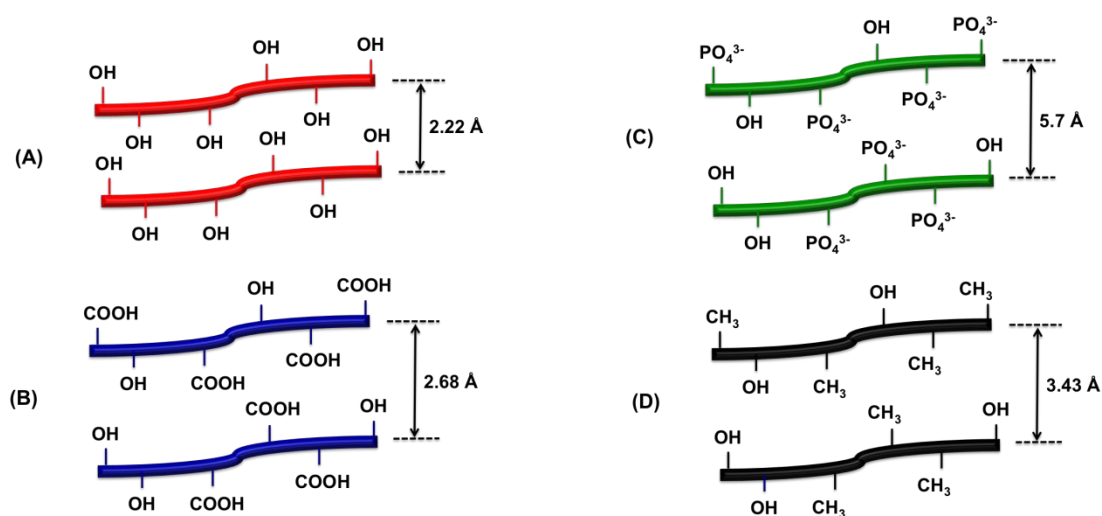 (A)
OH
OH
OH
OH
OH
OH
2.22 Å
OH
OH
OH
OH
OH
OH
(B)
COOH
OH
COOH
OH
COOH
COOH
2.68 Å
OH
COOH
OH
OH
COOH
COOH
(C)
PO₄³⁻
OH
PO₄³⁻
OH
PO₄³⁻
PO₄³⁻
5.7 Å
OH
PO₄³⁻
OH
OH
PO₄³⁻
PO₄³⁻
(D)
CH₃
OH
CH₃
OH
CH₃
CH₃
3.43 Å
OH
CH₃
OH
OH
CH₃
CH₃